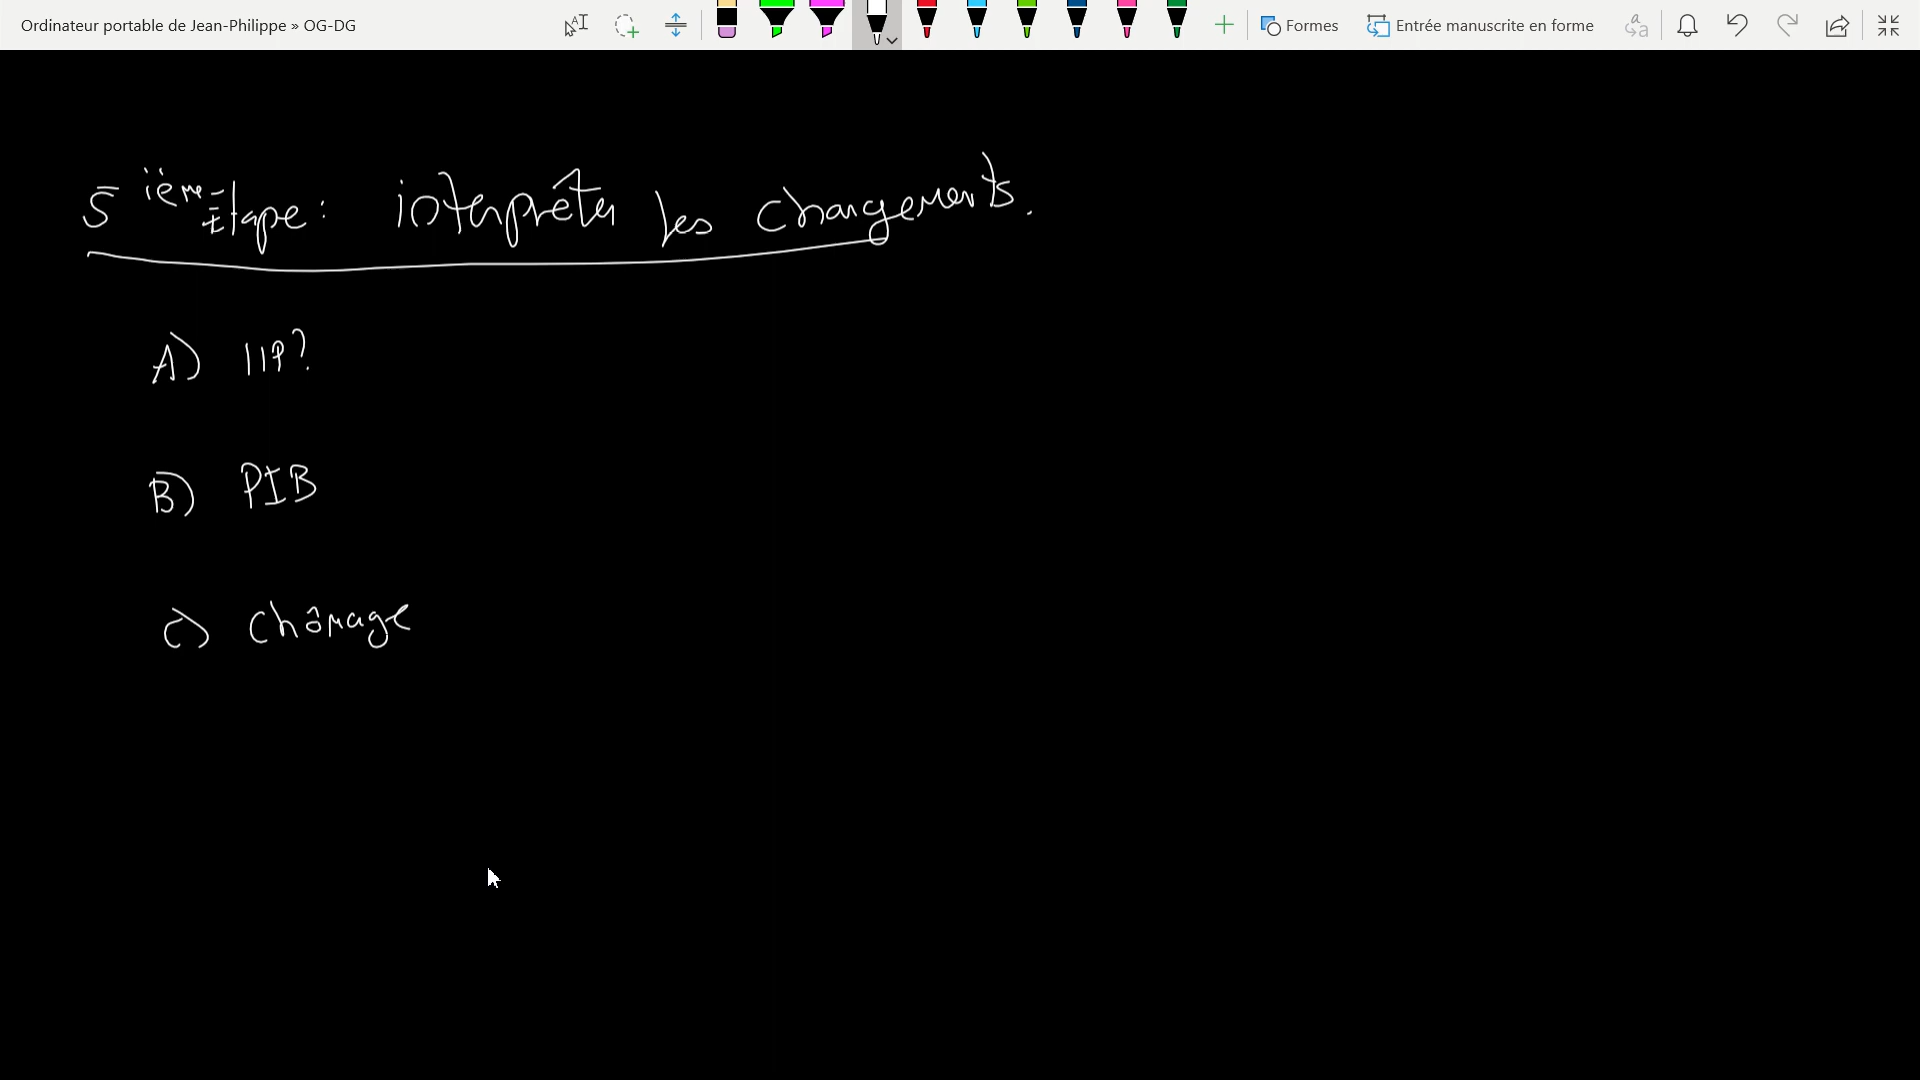 Ordinateur portable de Jean-Philippe » OG-DG
Formes
Entrée manuscrite en forme
5 ième Étape: interprêter les changements.
A) IIP?
B) PIB
C) Chômage